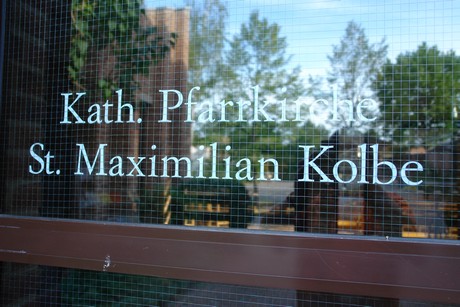 Kath. Pfarrkirche
St. Maximilian Kolbe